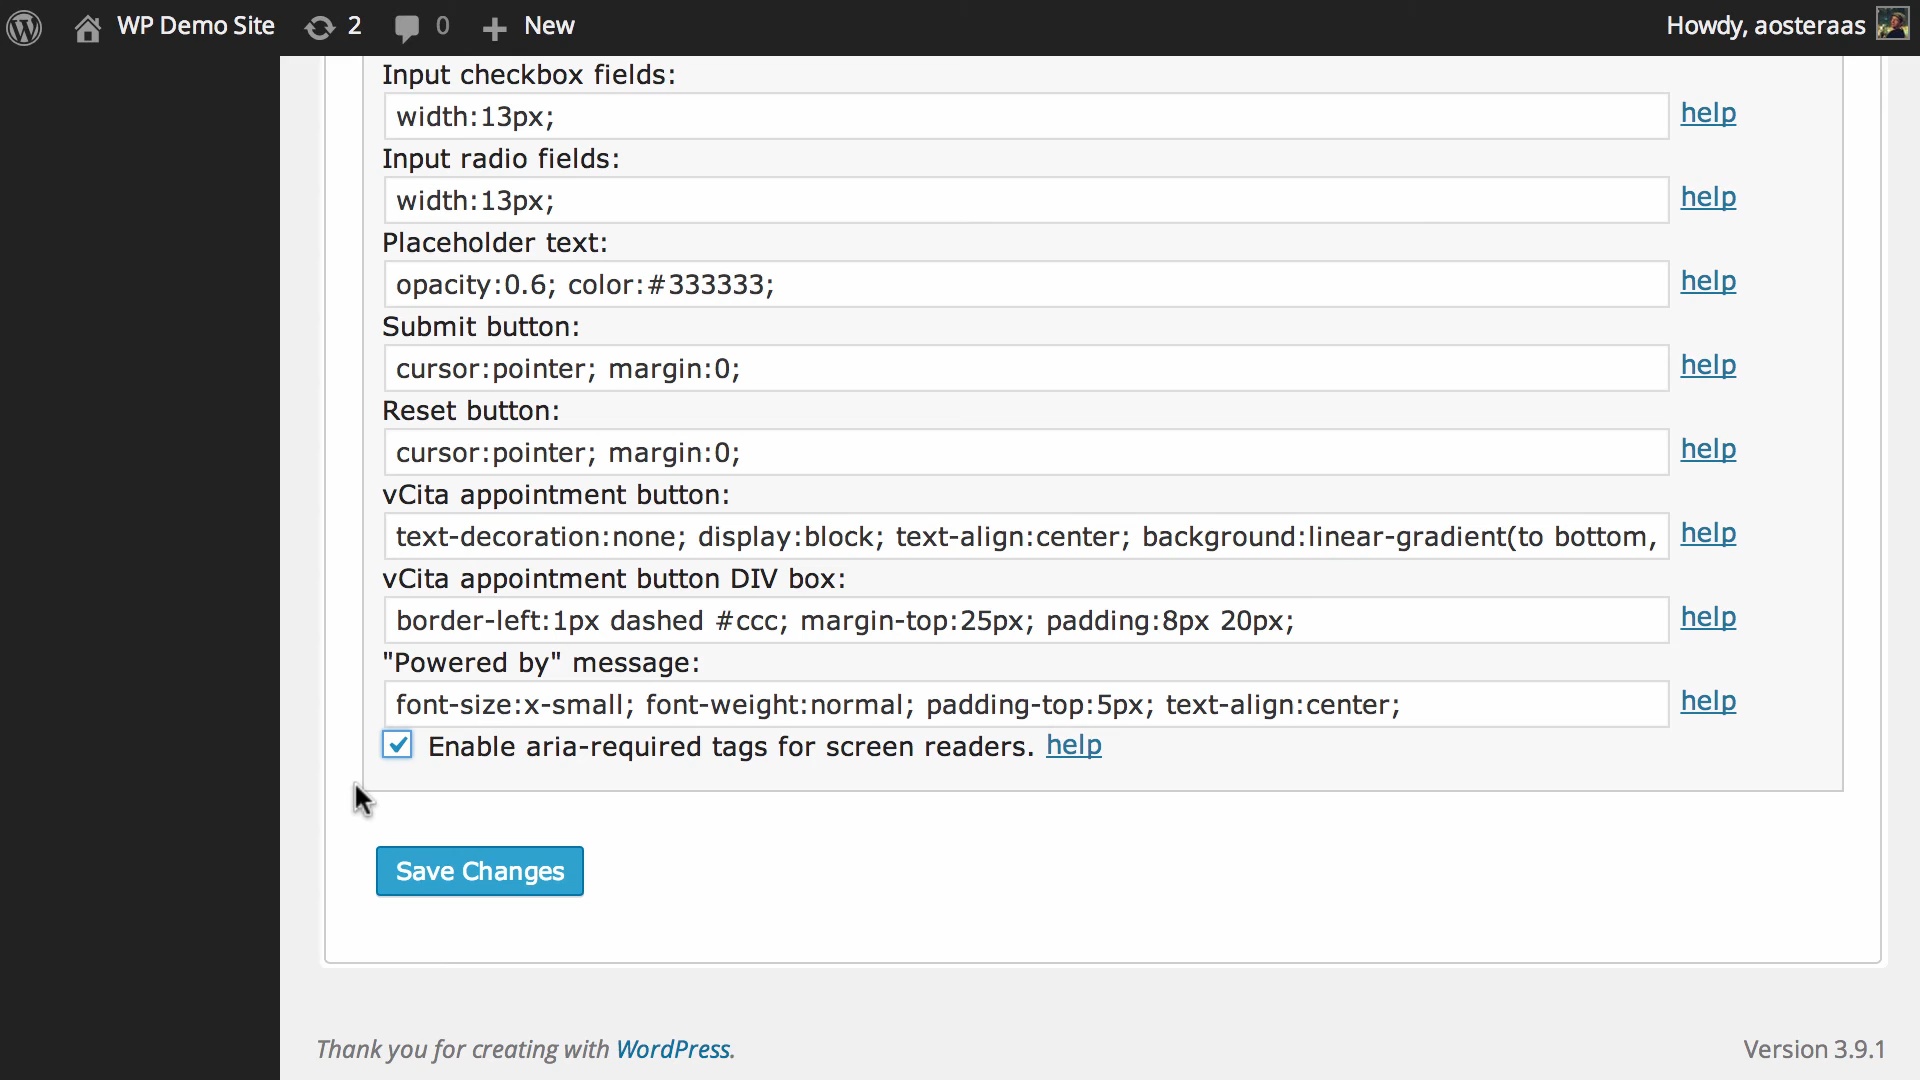 WP Demo Site 2 0 New Howdy, aosteraas
Input checkbox fields:
width:13px; help
Input radio fields:
width:13px; help
Placeholder text:
opacity:0.6; color:#333333; help
Submit button:
cursor:pointer; margin:0; help
Reset button:
cursor:pointer; margin:0; help
vCita appointment button:
text-decoration:none; display:block; text-align:center; background:linear-gradient(to bottom, help
vCita appointment button DIV box:
border-left:1px dashed #ccc; margin-top:25px; padding:8px 20px; help
"Powered by" message:
font-size:x-small; font-weight:normal; padding-top:5px; text-align:center; help
Enable aria-required tags for screen readers. help
Save Changes
Thank you for creating with WordPress. Version 3.9.1